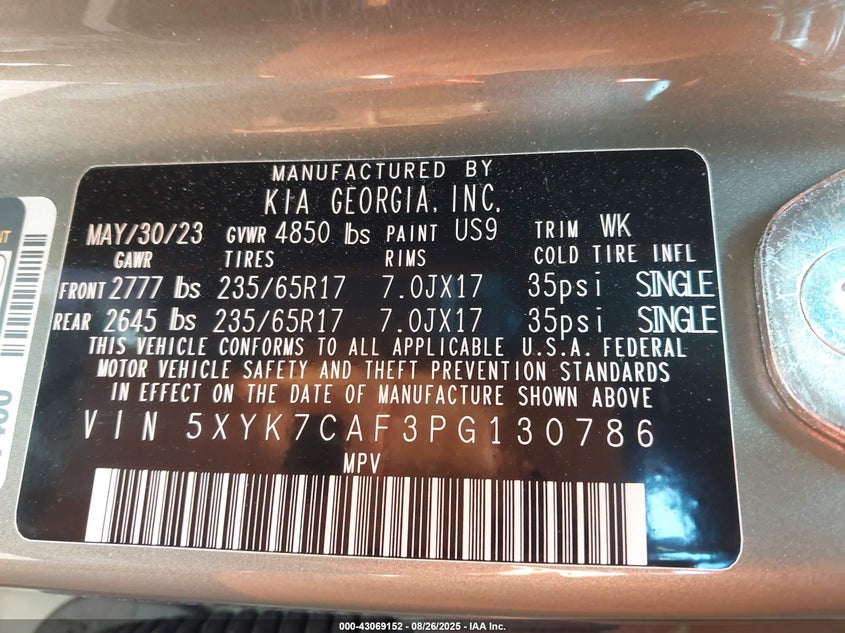 MANUFACTURED BY
KIA GEORGIA, INC.
MAY/30/23 GVWR 4850 lbs PAINT US9 TRIM WK
GAWR TIRES RIMS COLD TIRE INFL
FRONT 2777 lbs 235/65R17 7.0JX17 35psi SINGLE
REAR 2645 lbs 235/65R17 7.0JX17 35psi SINGLE
THIS VEHICLE CONFORMS TO ALL APPLICABLE U.S.A. FEDERAL
MOTOR VEHICLE SAFETY AND THEFT PREVENTION STANDARDS
IN EFFECT ON THE DATE OF MANUFACTURE SHOWN ABOVE
VIN 5XYK7CAF3PG130786
MPV
000-43069152 - 08/26/2025 - IAA Inc.